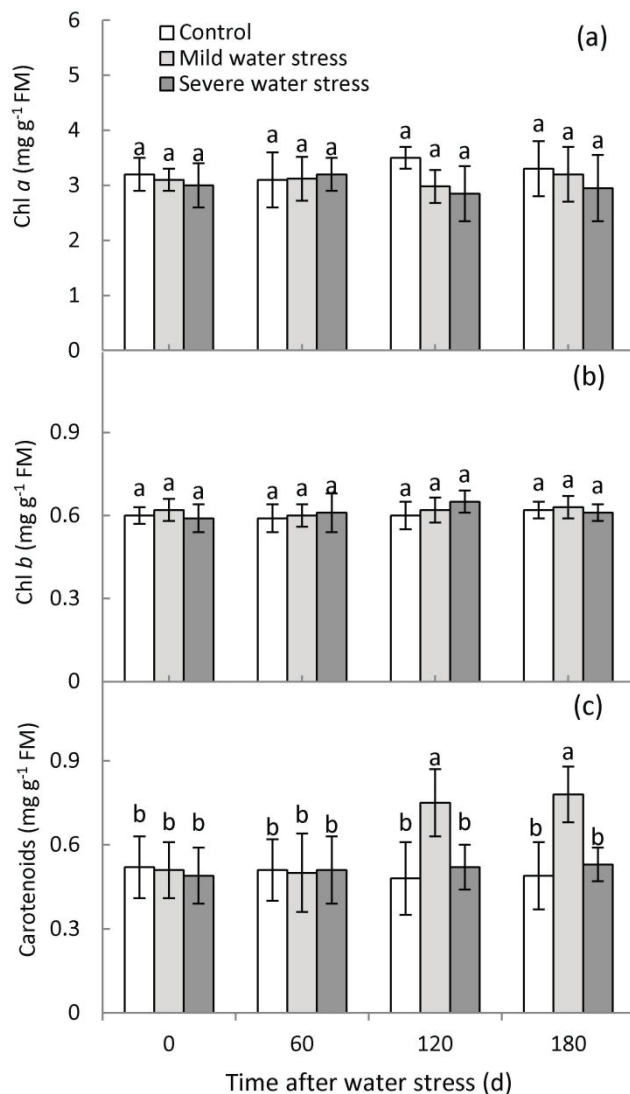 Control
Mild water stress
Severe water stress
(a)
Chl a (mg g⁻¹ FM)
6
5
4
3
2
1
0
a a a a a a a a a a a a
(b)
Chl b (mg g⁻¹ FM)
0.9
0.6
0.3
0
a a a a a a a a a a a a
(c)
Carotenoids (mg g⁻¹ FM)
0.9
0.6
0.3
0
b b b b b b b a b b a b
0 60 120 180
Time after water stress (d)